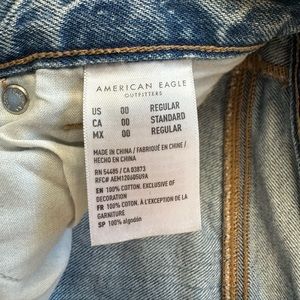 AMERICAN EAGLE
OUTFITTERS
US 00 REGULAR
CA 00 STANDARD
MX 00 REGULAR
MADE IN CHINA / FABRIQUÉ EN CHINE /
HECHO EN CHINA
RN 54485 / CA 03873
RFC# AEM120605U9A
EN 100% COTTON. EXCLUSIVE OF
DECORATION
FR 100% COTON. À L'EXCEPTION DE LA
GARNITURE
SP 100% algodón